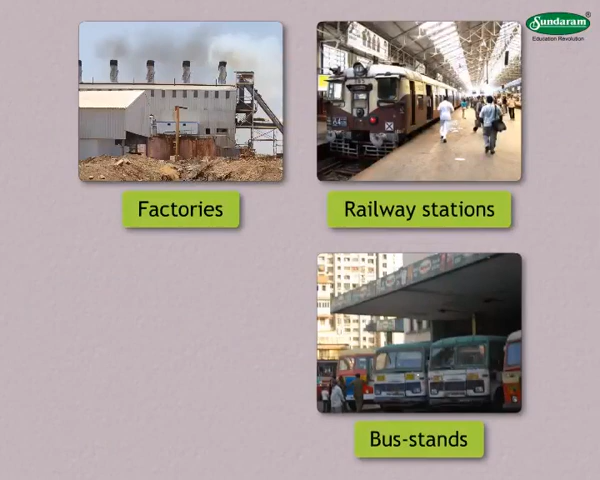 Sundaram®
Education Revolution
Factories
Railway stations
Bus-stands